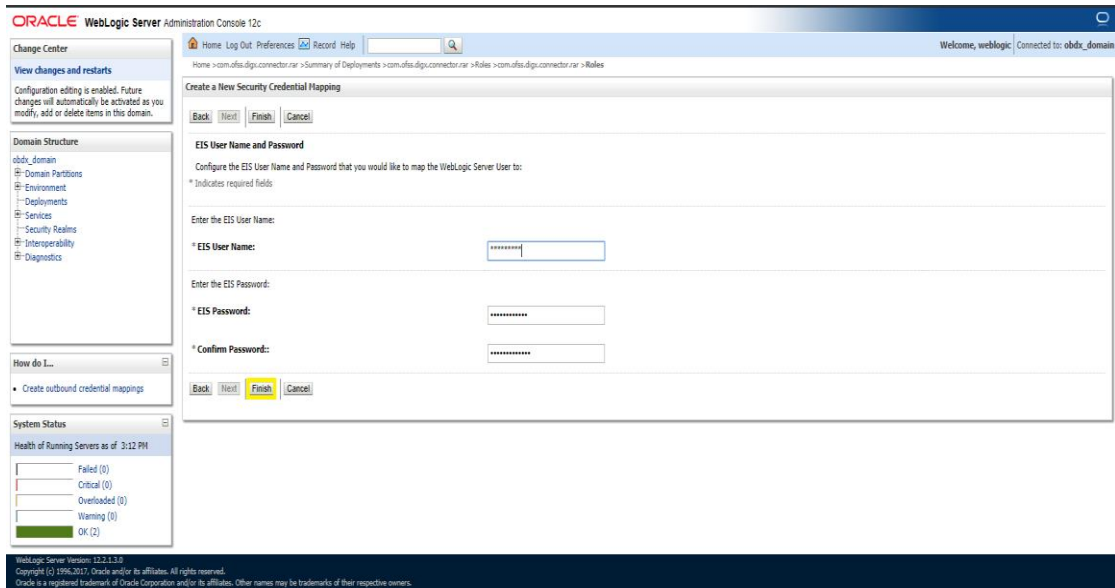 ORACLE WebLogic Server Administration Console 12c
Change Center
View changes and restarts
Configuration editing is enabled. Future
changes will automatically be activated as you
modify, add or delete items in this domain.
Domain Structure
obdx_domain
Domain Partitions
Environment
Deployments
Services
Security Realms
Interoperability
Diagnostics
How do I...
Create outbound credential mappings
System Status
Health of Running Servers as of 3:12 PM
Failed (0)
Critical (0)
Overloaded (0)
Warning (0)
OK (2)
Home Log Out Preferences Record Help
Welcome, weblogic Connected to: obdx_domain
Home >com.ofss.digx.connector.rar >Summary of Deployments >com.ofss.digx.connector.rar >Roles >com.ofss.digx.connector.rar >Roles
Create a New Security Credential Mapping
Back Next Finish Cancel
EIS User Name and Password
Configure the EIS User Name and Password that you would like to map the WebLogic Server User to:
* Indicates required fields
Enter the EIS User Name:
* EIS User Name: *********
Enter the EIS Password:
* EIS Password: ••••••••••••
* Confirm Password:: •••••••••••••
Back Next Finish Cancel
WebLogic Server Version: 12.2.1.3.0
Copyright (c) 1996,2017, Oracle and/or its affiliates. All rights reserved.
Oracle is a registered trademark of Oracle Corporation and/or its affiliates. Other names may be trademarks of their respective owners.